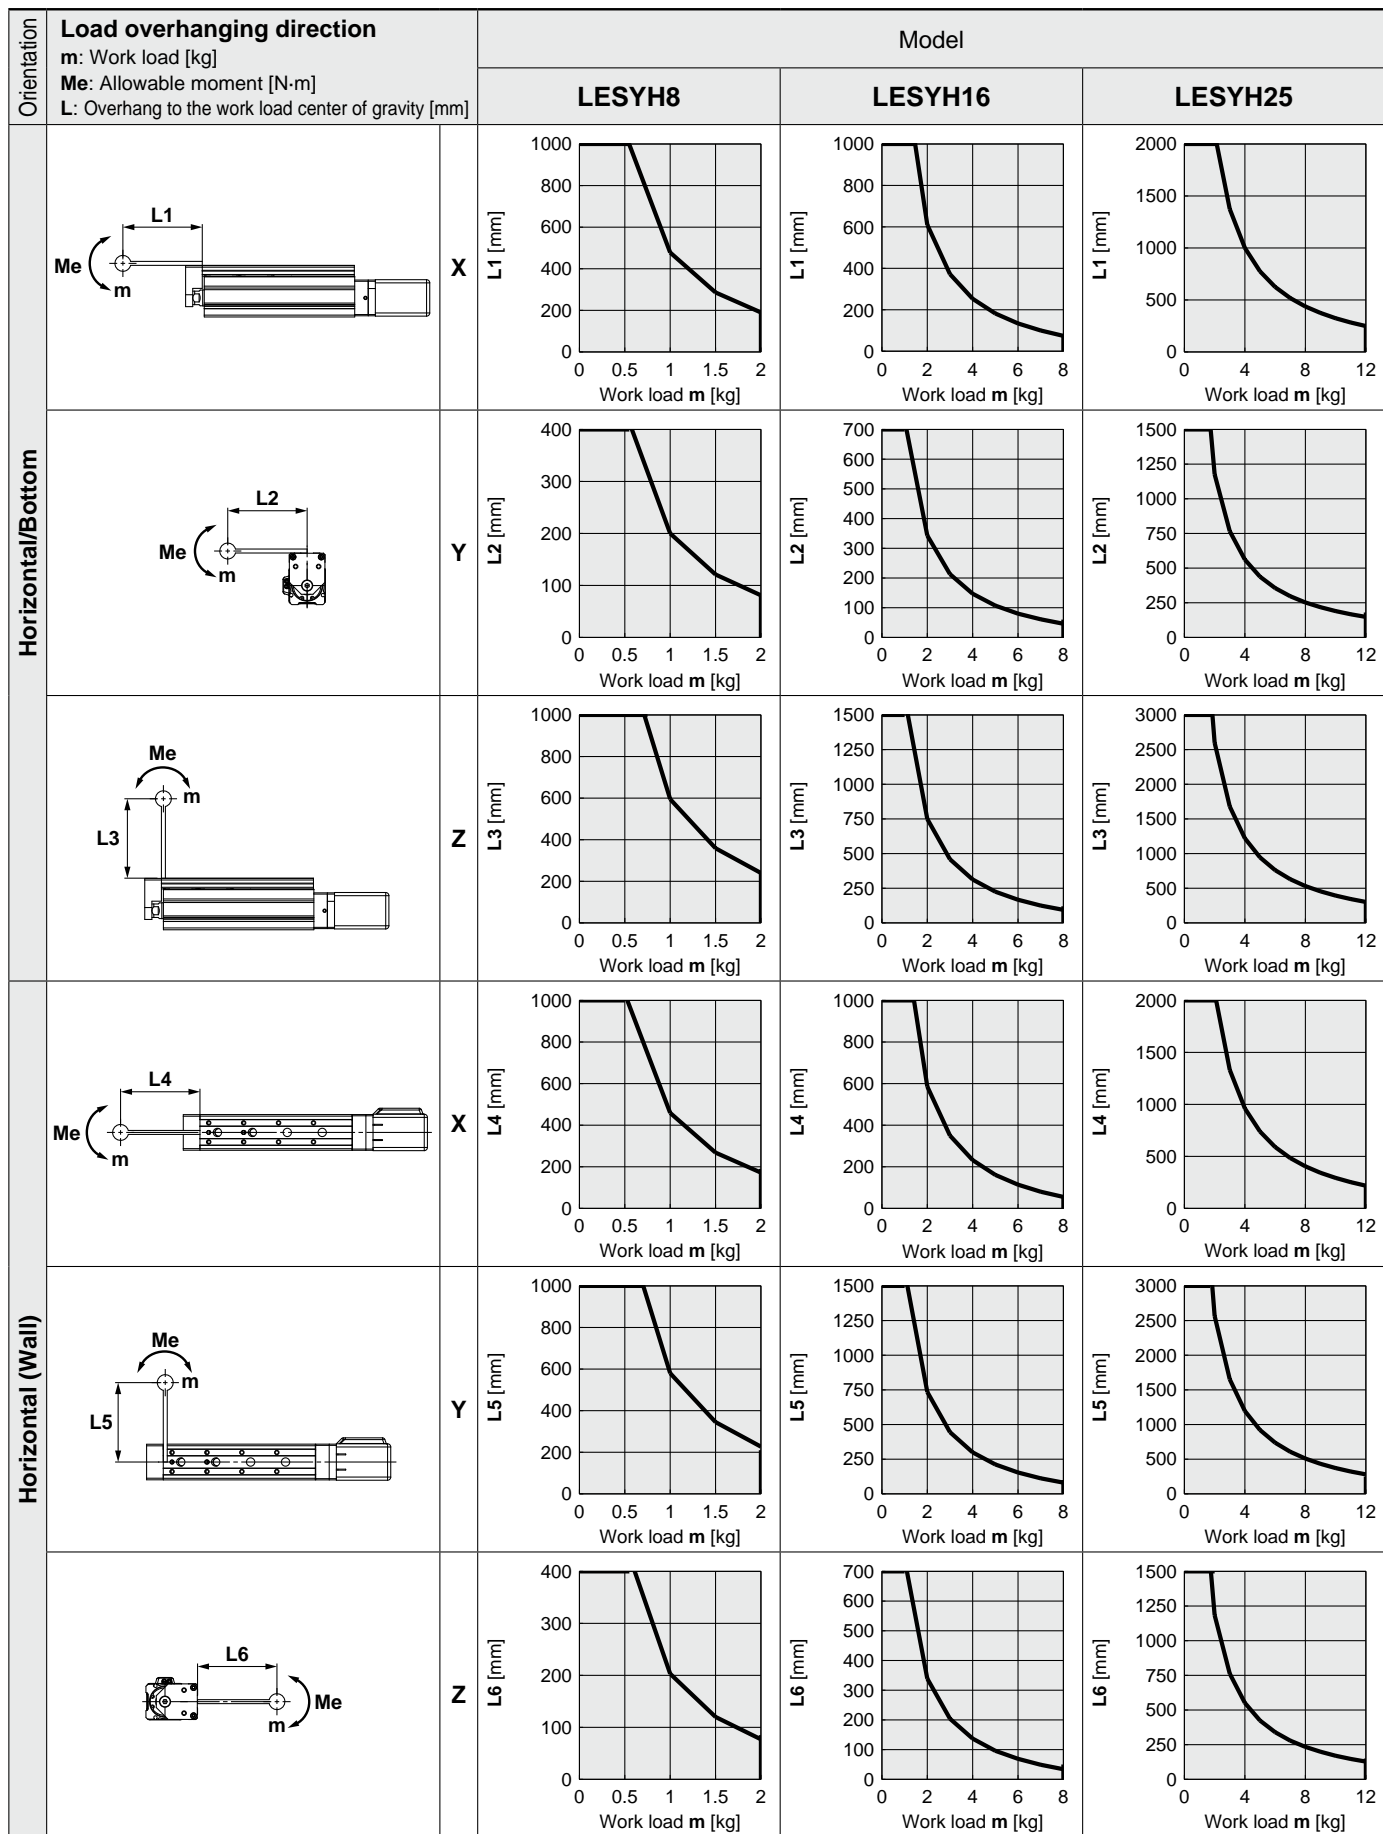 Orientation
Load overhanging direction
m: Work load [kg]
Me: Allowable moment [N·m]
L: Overhang to the work load center of gravity [mm]
Model
LESYH8
LESYH16
LESYH25
Horizontal/Bottom
L1
Me
m
X
L1 [mm]
1000
800
600
400
200
0
0 0.5 1 1.5 2
Work load m [kg]
L1 [mm]
1000
800
600
400
200
0
0 2 4 6 8
Work load m [kg]
L1 [mm]
2000
1500
1000
500
0
0 4 8 12
Work load m [kg]
L2
Me
m
Y
L2 [mm]
400
300
200
100
0
0 0.5 1 1.5 2
Work load m [kg]
L2 [mm]
700
600
500
400
300
200
100
0
0 2 4 6 8
Work load m [kg]
L2 [mm]
1500
1250
1000
750
500
250
0
0 4 8 12
Work load m [kg]
Me
m
L3
Z
L3 [mm]
1000
800
600
400
200
0
0 0.5 1 1.5 2
Work load m [kg]
L3 [mm]
1500
1250
1000
750
500
250
0
0 2 4 6 8
Work load m [kg]
L3 [mm]
3000
2500
2000
1500
1000
500
0
0 4 8 12
Work load m [kg]
Horizontal (Wall)
L4
Me
m
X
L4 [mm]
1000
800
600
400
200
0
0 0.5 1 1.5 2
Work load m [kg]
L4 [mm]
1000
800
600
400
200
0
0 2 4 6 8
Work load m [kg]
L4 [mm]
2000
1500
1000
500
0
0 4 8 12
Work load m [kg]
Me
m
L5
Y
L5 [mm]
1000
800
600
400
200
0
0 0.5 1 1.5 2
Work load m [kg]
L5 [mm]
1500
1250
1000
750
500
250
0
0 2 4 6 8
Work load m [kg]
L5 [mm]
3000
2500
2000
1500
1000
500
0
0 4 8 12
Work load m [kg]
L6
Me
m
Z
L6 [mm]
400
300
200
100
0
0 0.5 1 1.5 2
Work load m [kg]
L6 [mm]
700
600
500
400
300
200
100
0
0 2 4 6 8
Work load m [kg]
L6 [mm]
1500
1250
1000
750
500
250
0
0 4 8 12
Work load m [kg]